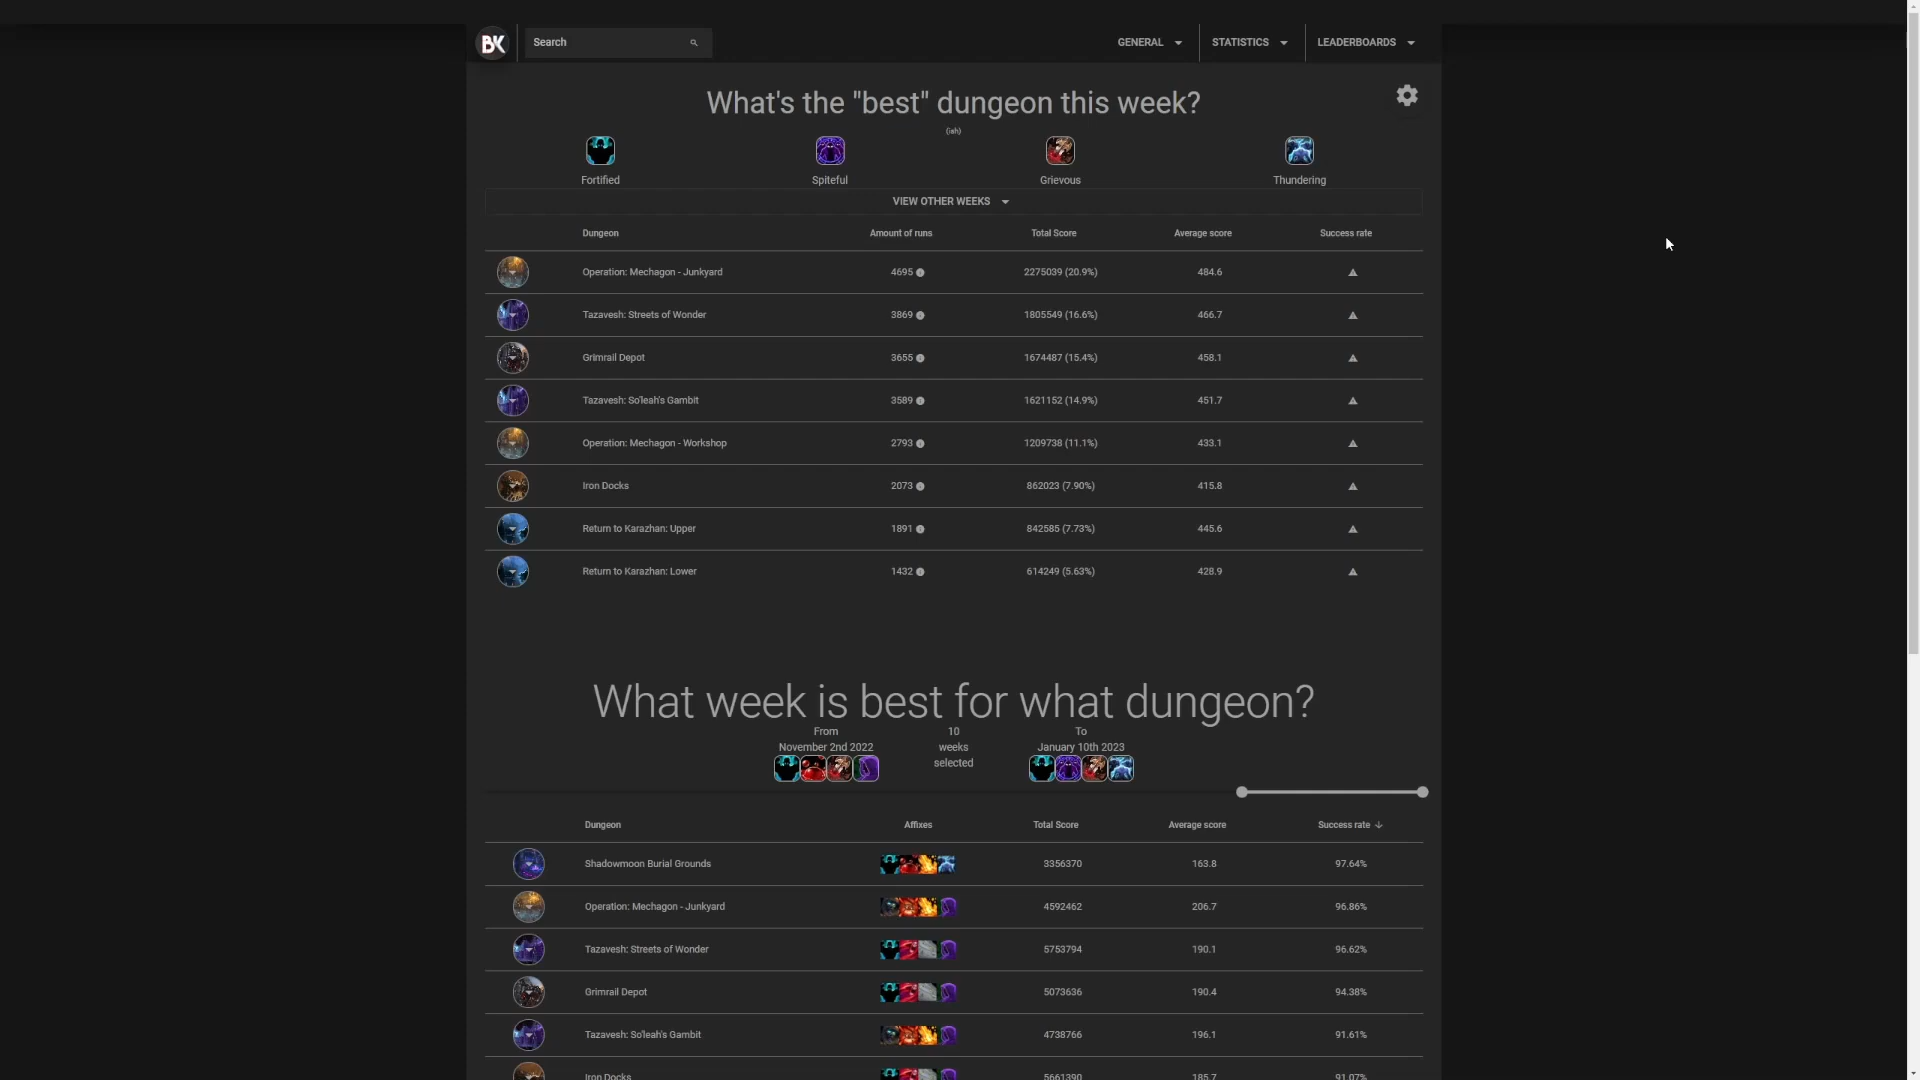 BK
Search
GENERAL
STATISTICS
LEADERBOARDS
What's the "best" dungeon this week?
(ish)
Fortified
Spiteful
Grievous
Thundering
VIEW OTHER WEEKS
Dungeon Amount of runs Total Score Average score Success rate
Operation: Mechagon - Junkyard 4695 2275039 (20.9%) 484.6
Tazavesh: Streets of Wonder 3869 1805549 (16.6%) 466.7
Grimrail Depot 3655 1674487 (15.4%) 458.1
Tazavesh: So'leah's Gambit 3589 1621152 (14.9%) 451.7
Operation: Mechagon - Workshop 2793 1209738 (11.1%) 433.1
Iron Docks 2073 862023 (7.90%) 415.8
Return to Karazhan: Upper 1891 842585 (7.73%) 445.6
Return to Karazhan: Lower 1432 614249 (5.63%) 428.9
What week is best for what dungeon?
From
November 2nd 2022
10
weeks
selected
To
January 10th 2023
Dungeon Affixes Total Score Average score Success rate
Shadowmoon Burial Grounds 3356370 163.8 97.64%
Operation: Mechagon - Junkyard 4592462 206.7 96.86%
Tazavesh: Streets of Wonder 5753794 190.1 96.62%
Grimrail Depot 5073636 190.4 94.38%
Tazavesh: So'leah's Gambit 4738766 196.1 91.61%
Iron Docks 5661390 185.7 91.07%